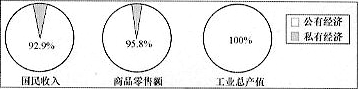 92.9%
95.8%
100%
公有经济
私有经济
国民收入
商品零售额
工业总产值